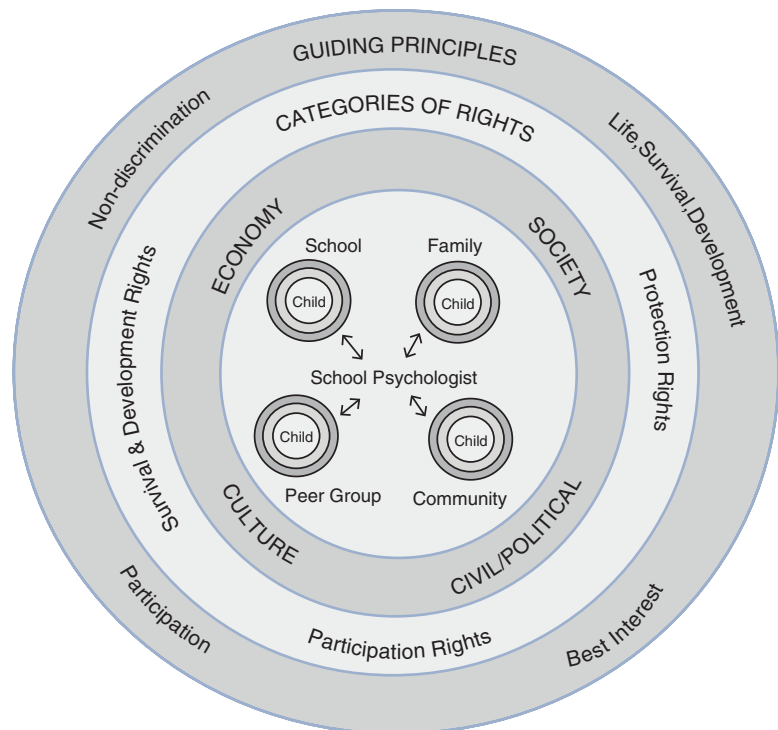 GUIDING PRINCIPLES
Non-discrimination
Life,Survival,Development
Participation
Best Interest
CATEGORIES OF RIGHTS
Survival & Development Rights
Protection Rights
Participation Rights
ECONOMY
SOCIETY
CULTURE
CIVIL/POLITICAL
School
Family
Child
Child
School Psychologist
Child
Child
Peer Group
Community